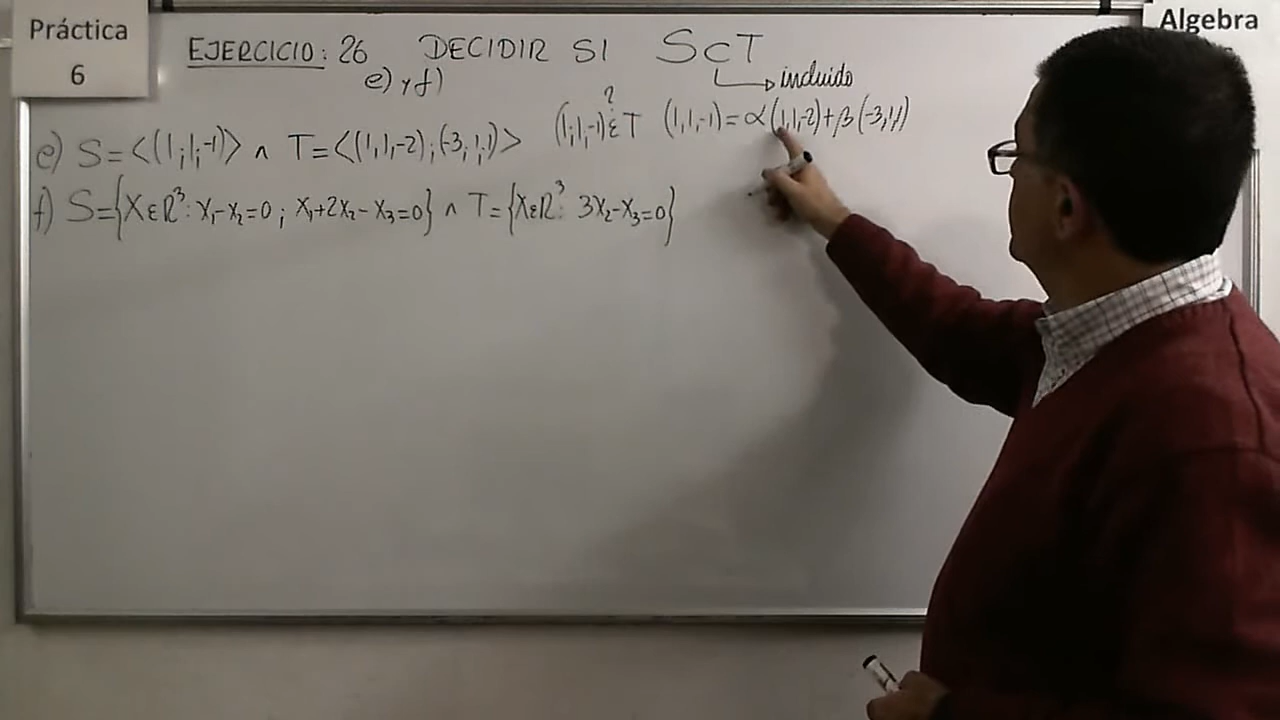 Práctica
6
Algebra
EJERCICIO: 26 DECIDIR SI S⊂T
e) y f)
incluido
e) S=<(1;1;-1)> ∧ T=<(1,1,-2);(-3;1;1)> (1;1,-1) ∈ T ? (1,1,-1)=α(1,1,-2)+β(-3,1,1)
f) S={X∈R³: X₁-X₂=0; X₁+2X₂-X₃=0} ∧ T={X∈R³: 3X₂-X₃=0}